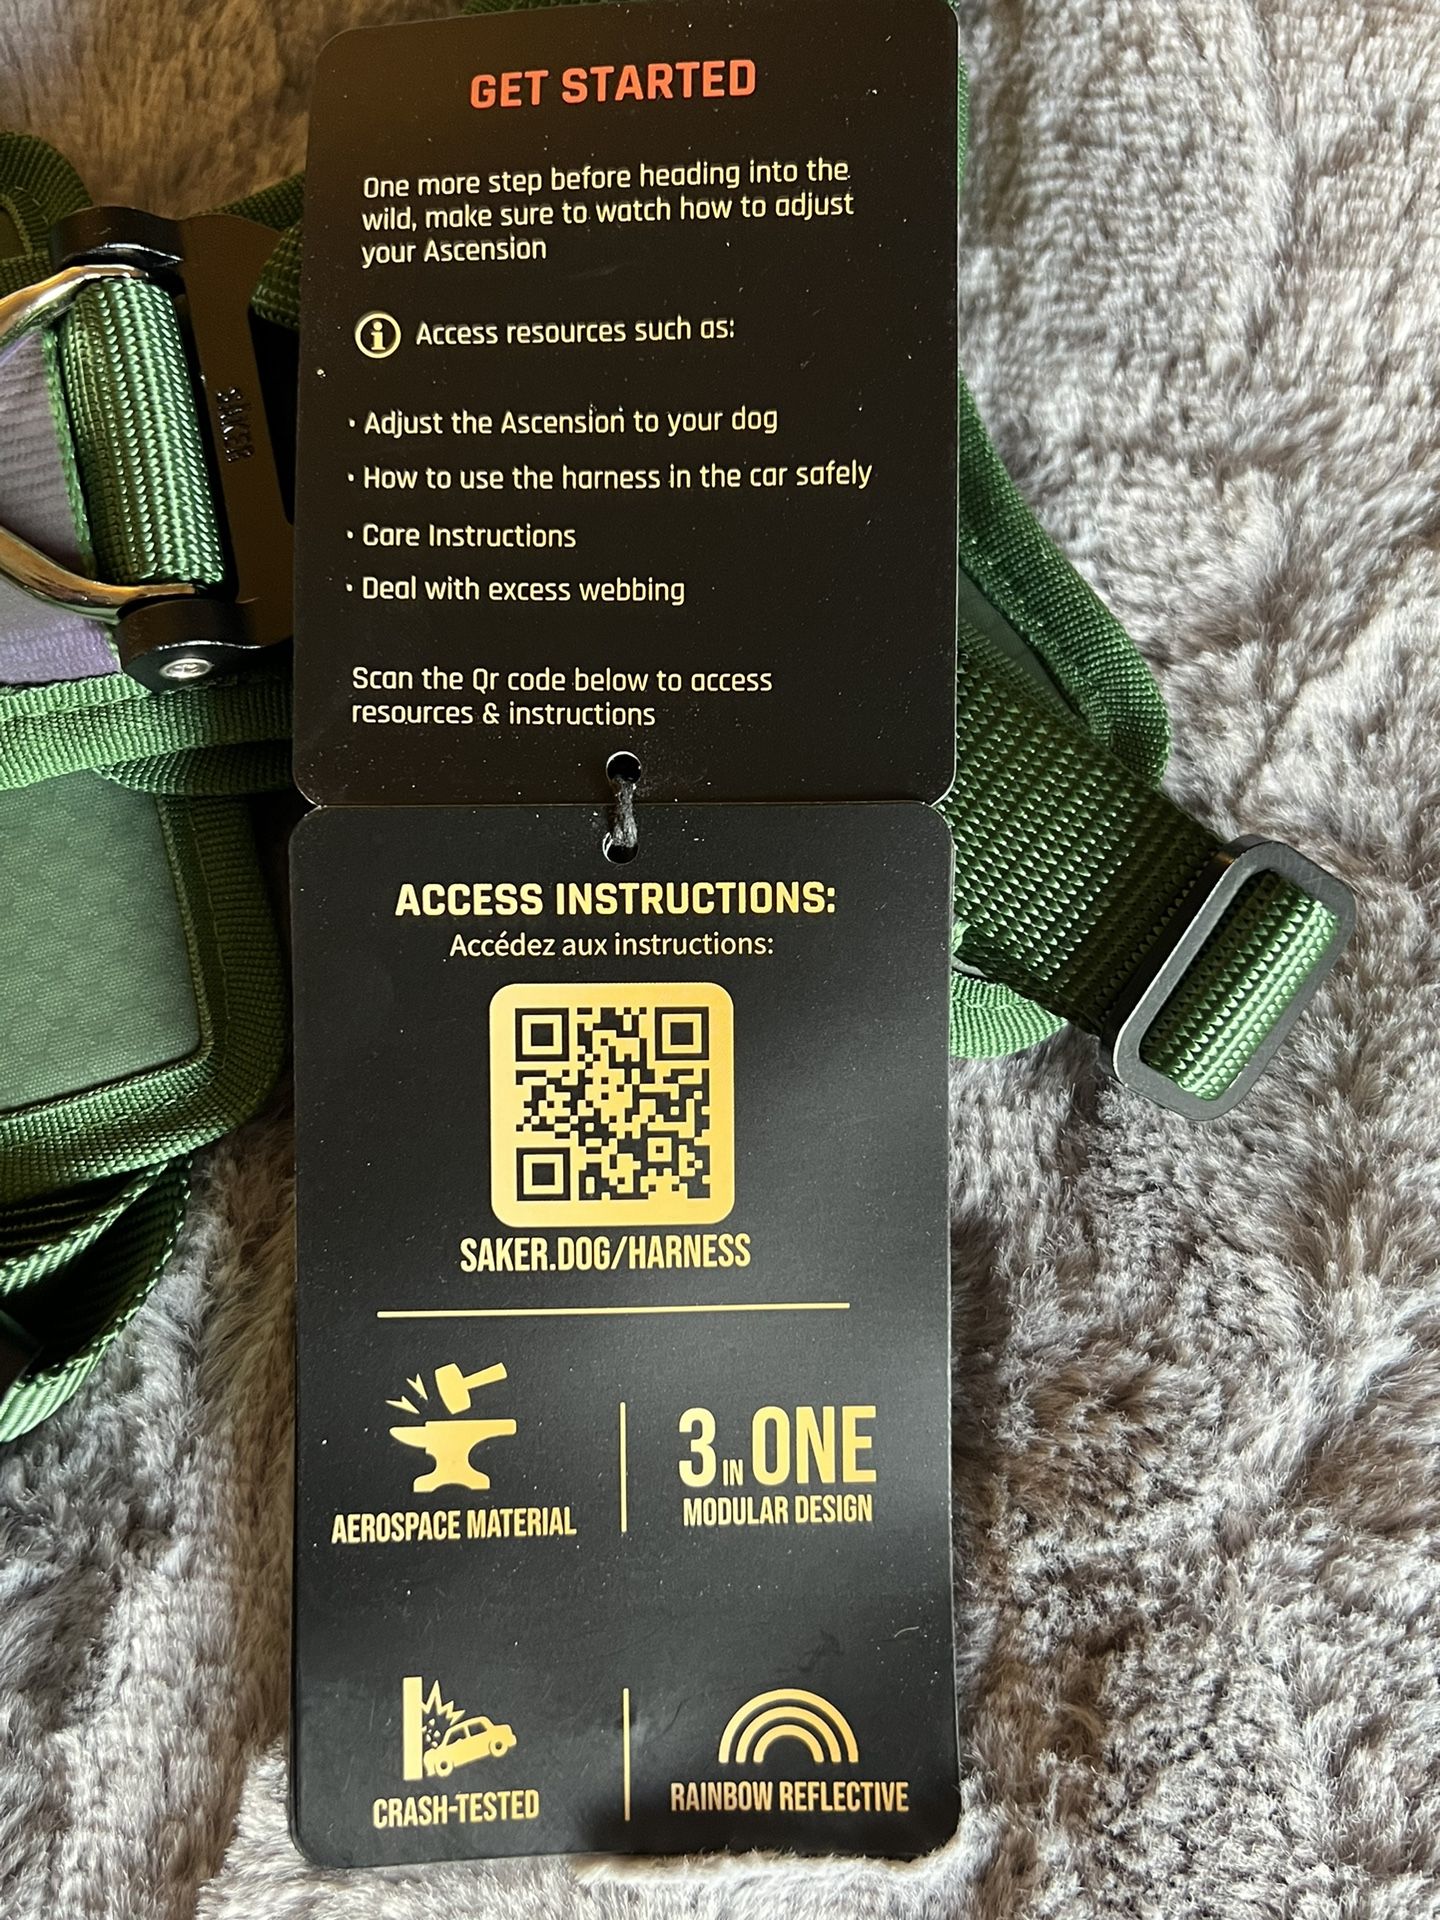 GET STARTED
One more step before heading into the
wild, make sure to watch how to adjust
your Ascension
Access resources such as:
• Adjust the Ascension to your dog
• How to use the harness in the car safely
• Care Instructions
• Deal with excess webbing
Scan the Qr code below to access
resources & instructions
SAKER
ACCESS INSTRUCTIONS:
Accédez aux instructions:
SAKER.DOG/HARNESS
AEROSPACE MATERIAL
3 IN ONE
MODULAR DESIGN
CRASH-TESTED
RAINBOW REFLECTIVE